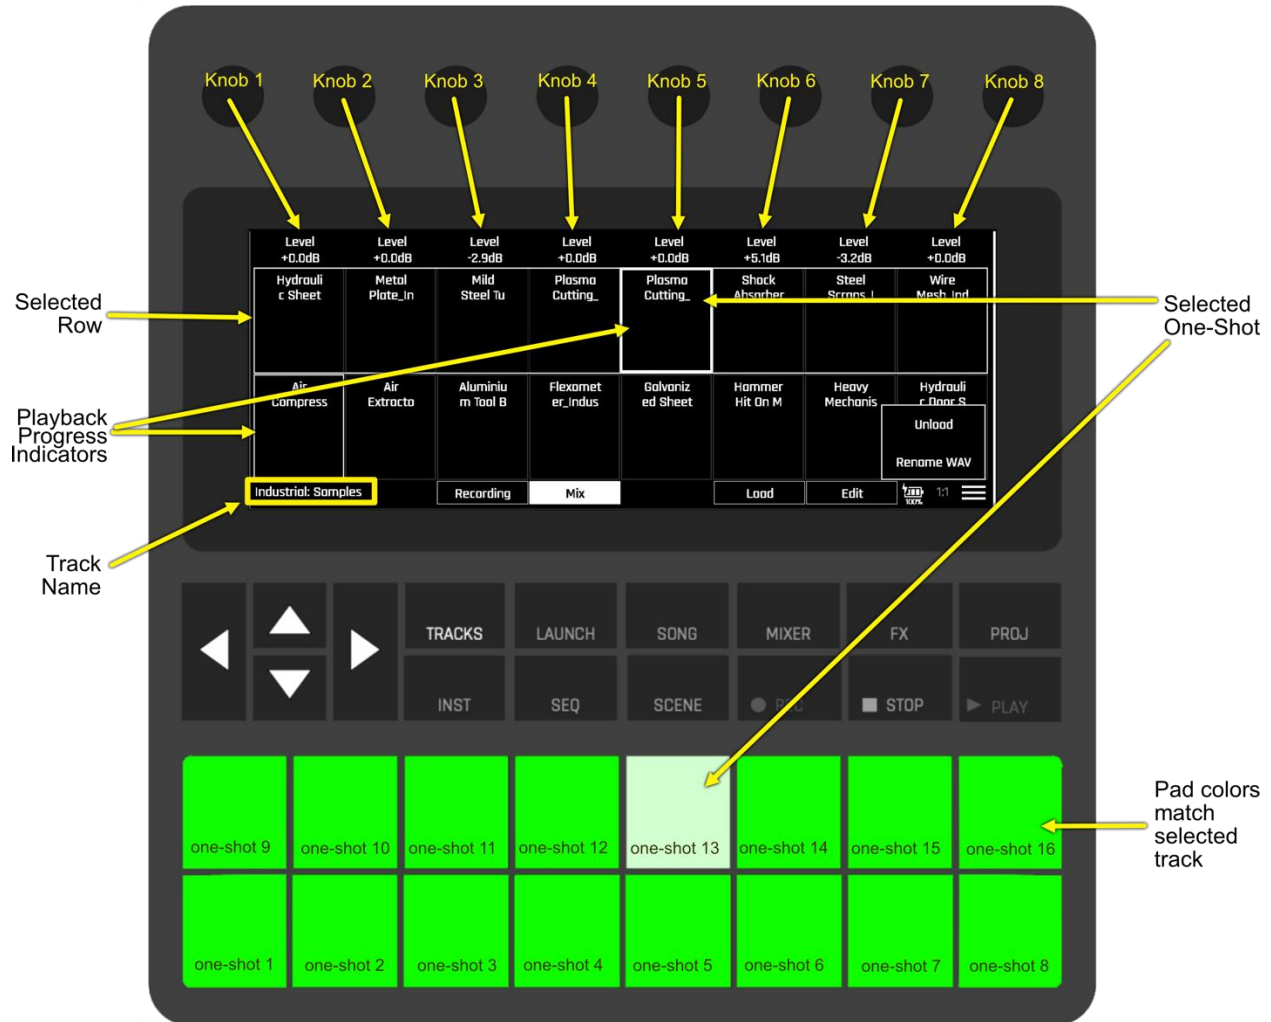 Knob 1 Knob 2 Knob 3 Knob 4 Knob 5 Knob 6 Knob 7 Knob 8
Level Level Level Level Level Level Level Level
+0.0dB +0.0dB -2.9dB +0.0dB +0.0dB +5.1dB -3.2dB +0.0dB
Hydrauli Metal Mild Plasma Plasma Shock Steel Wire
c Sheet Plate_In Steel Tu Cutting_ Cutting_ Absorber Scraps_I Mesh_Ind
Selected
Row
Selected
One-Shot
Air Air Aluminiu Flexomet Galvaniz Hammer Heavy Hydrauli
Compress Extracto m Tool B er_Indus ed Sheet Hit On M Mechanis c Door S
Playback
Progress
Indicators
Unload
Rename WAV
Industrial: Samples Recording Mix Load Edit 100% 1:1
Track
Name
TRACKS LAUNCH SONG MIXER FX PROJ
INST SEQ SCENE REC STOP PLAY
one-shot 9 one-shot 10 one-shot 11 one-shot 12 one-shot 13 one-shot 14 one-shot 15 one-shot 16
Pad colors
match
selected
track
one-shot 1 one-shot 2 one-shot 3 one-shot 4 one-shot 5 one-shot 6 one-shot 7 one-shot 8